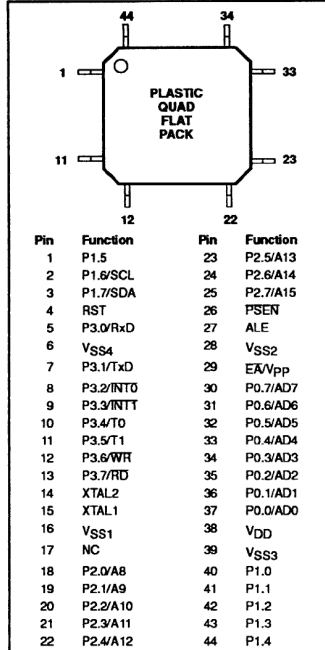 44 34
1 33
PLASTIC
QUAD
FLAT
PACK
11 23
12 22
Pin Function Pin Function
1 P1.5 23 P2.5/A13
2 P1.6/SCL 24 P2.6/A14
3 P1.7/SDA 25 P2.7/A15
4 RST 26 PSEN
5 P3.0/RxD 27 ALE
6 VSS4 28 VSS2
7 P3.1/TxD 29 EA/VPP
8 P3.2/INT0 30 P0.7/AD7
9 P3.3/INT1 31 P0.6/AD6
10 P3.4/T0 32 P0.5/AD5
11 P3.5/T1 33 P0.4/AD4
12 P3.6/WR 34 P0.3/AD3
13 P3.7/RD 35 P0.2/AD2
14 XTAL2 36 P0.1/AD1
15 XTAL1 37 P0.0/AD0
16 VSS1 38 VDD
17 NC 39 VSS3
18 P2.0/A8 40 P1.0
19 P2.1/A9 41 P1.1
20 P2.2/A10 42 P1.2
21 P2.3/A11 43 P1.3
22 P2.4/A12 44 P1.4